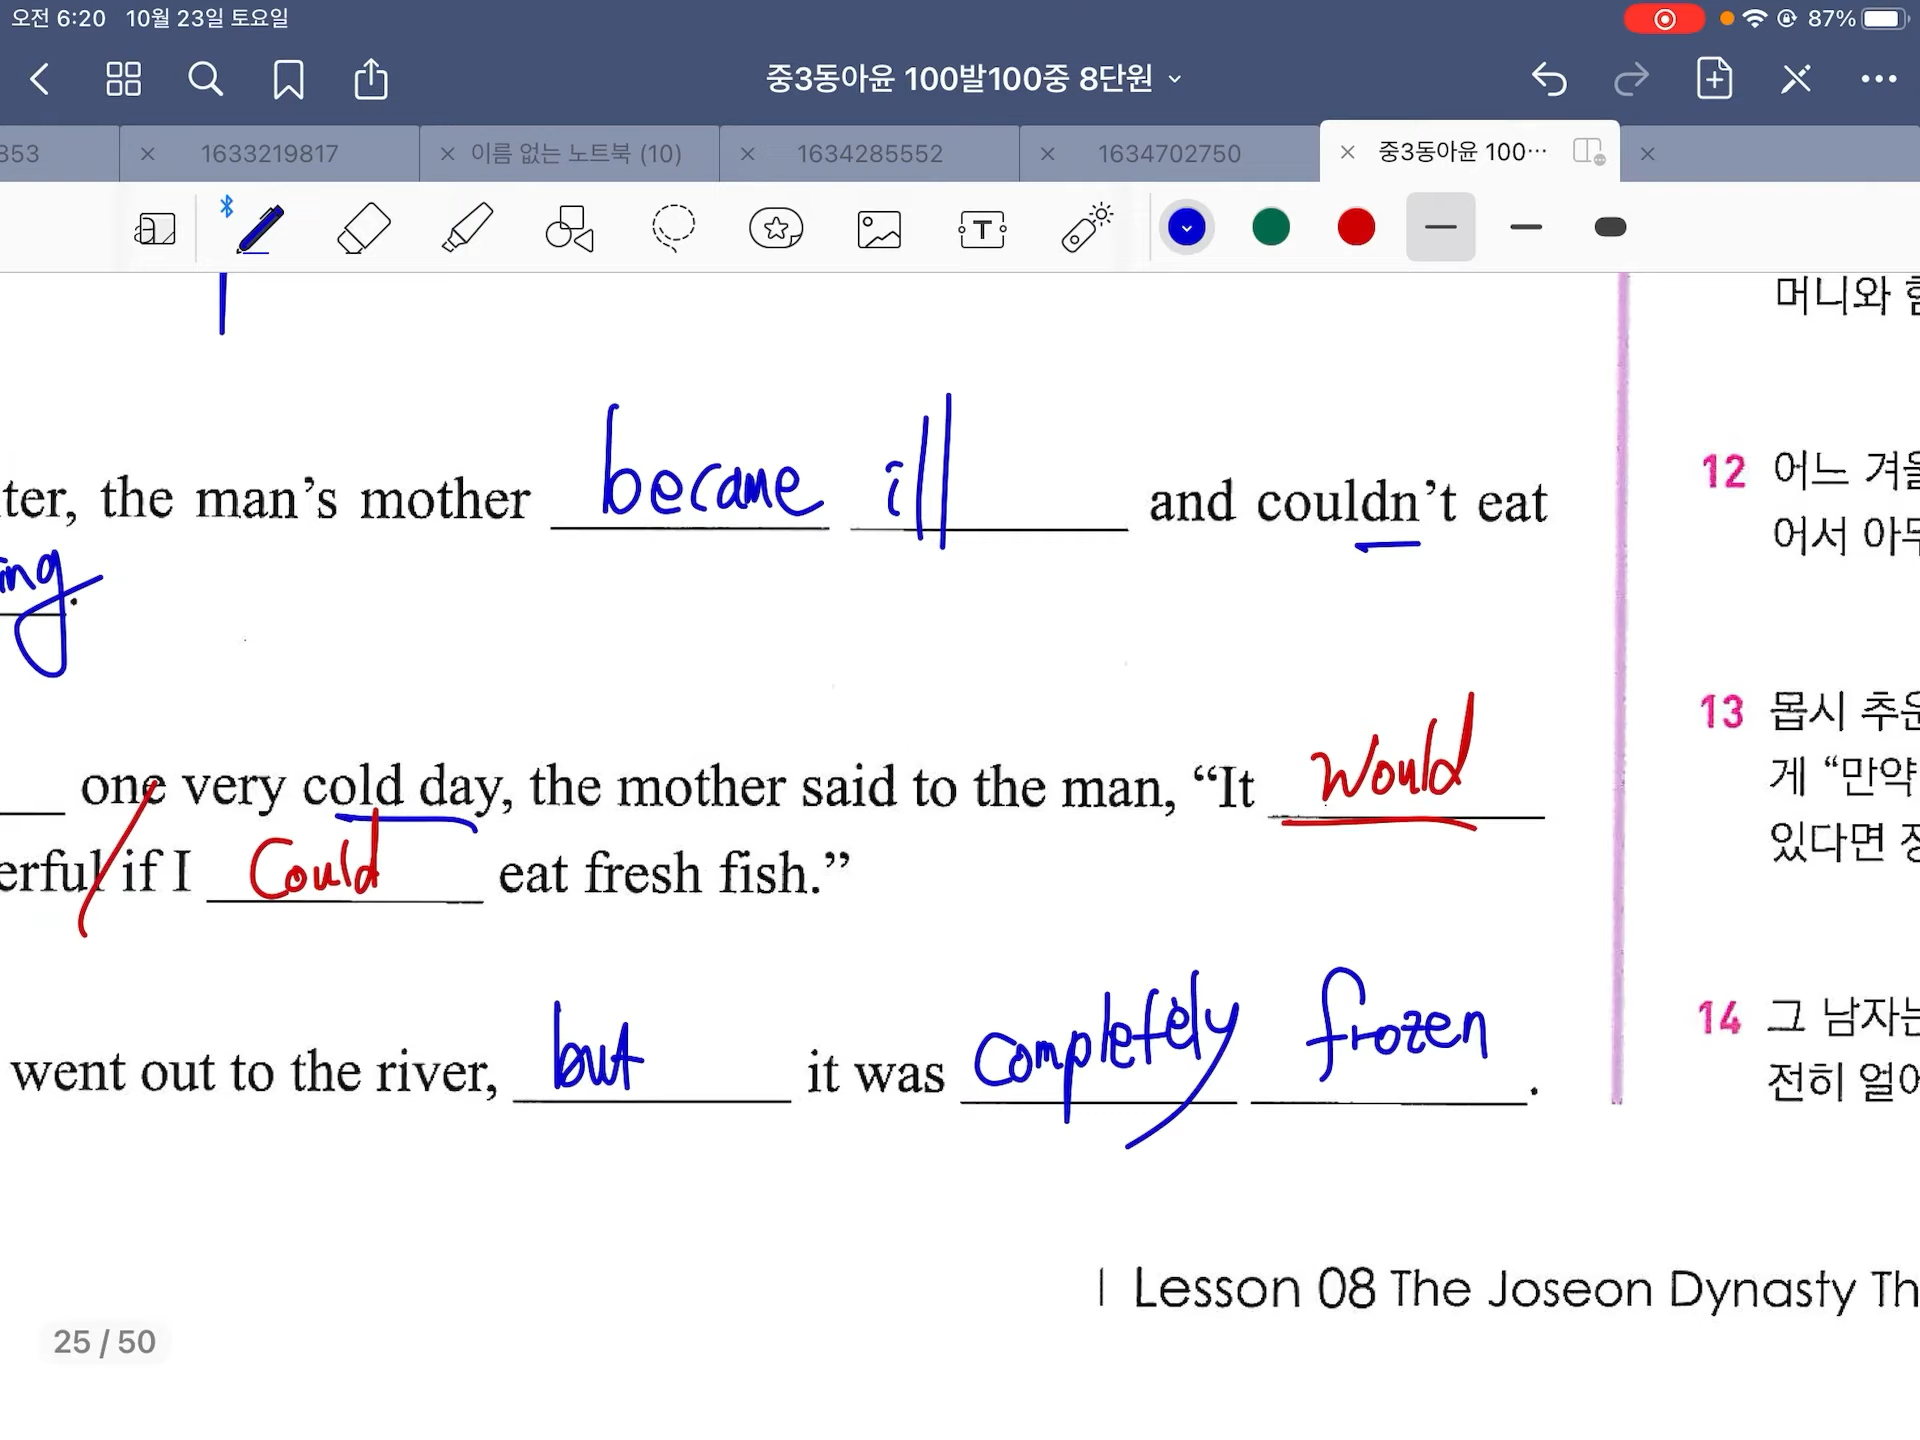 오전 6:20 10월 23일 토요일 87%
중3동아윤 100발100중 8단원
853 1633219817 이름 없는 노트북 (10) 1634285552 1634702750 중3동아윤 100…
머니와
ter, the man's mother became ill and couldn't eat
ing.
12 어느 겨울
어서 아무
one very cold day, the mother said to the man, “It would
erful if I Could eat fresh fish.”
13 몹시 추운
게 “만약
있다면
went out to the river, but it was completely frozen.
14 그 남자는
전히 얼어
| Lesson 08 The Joseon Dynasty Th
25 / 50